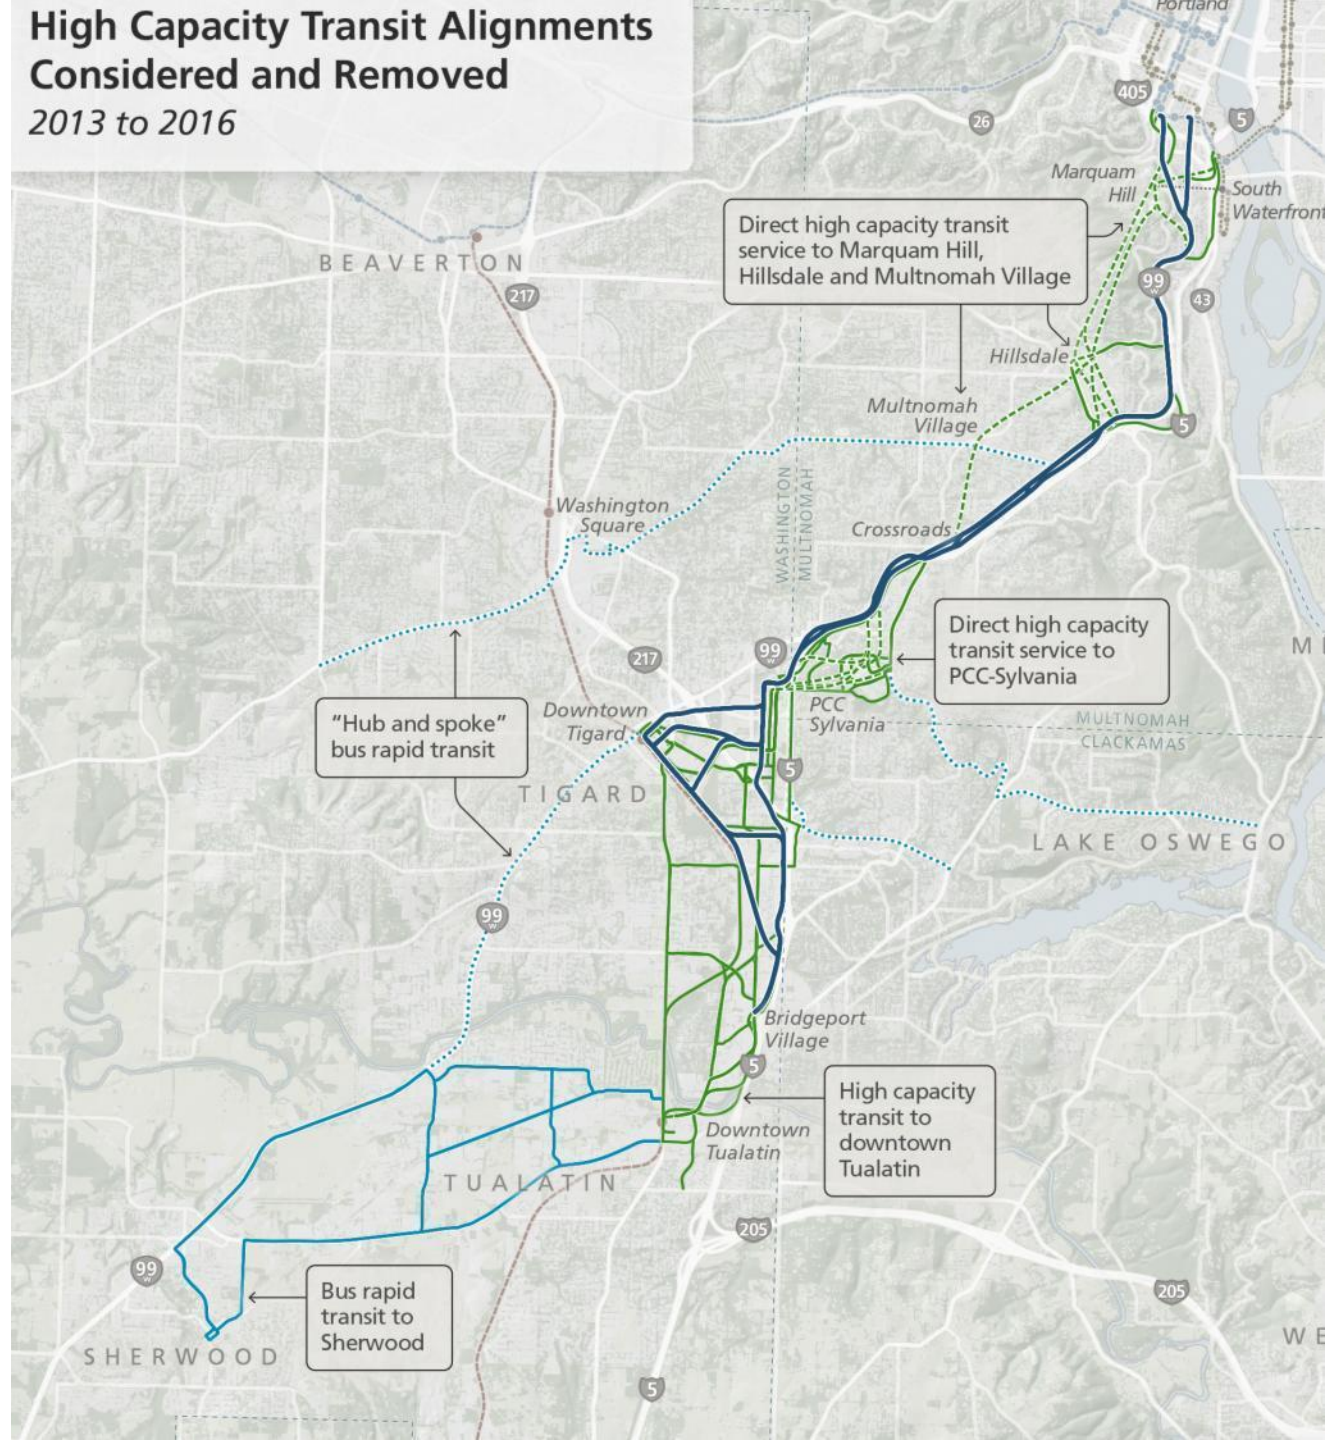 High Capacity Transit Alignments
Considered and Removed
2013 to 2016
Portland
405
5
26
Marquam
Hill
South
Waterfront
Direct high capacity transit
service to Marquam Hill,
Hillsdale and Multnomah Village
BEAVERTON
217
99
W
43
Hillsdale
Multnomah
Village
5
WASHINGTON
MULTNOMAH
Washington
Square
Crossroads
Direct high capacity
transit service to
PCC-Sylvania
217
99
W
"Hub and spoke"
bus rapid transit
Downtown
Tigard
PCC
Sylvania
MULTNOMAH
CLACKAMAS
5
TIGARD
LAKE OSWEGO
99
W
Bridgeport
Village
5
High capacity
transit to
downtown
Tualatin
Downtown
Tualatin
TUALATIN
205
99
W
205
Bus rapid
transit to
Sherwood
SHERWOOD
5